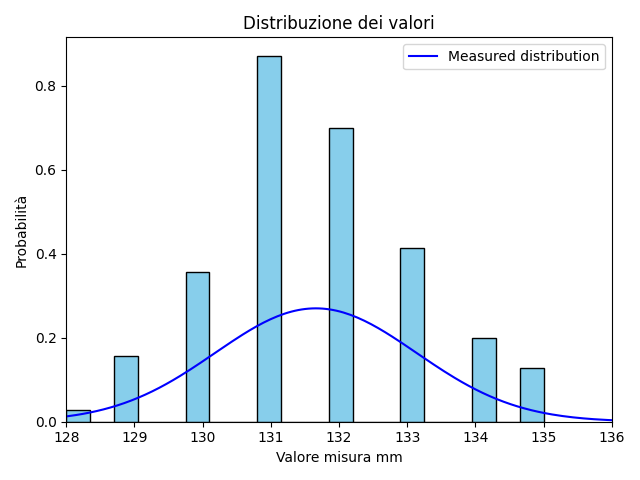 Distribuzione dei valori
Measured distribution
Probabilità
0.8
0.6
0.4
0.2
0.0
128 129 130 131 132 133 134 135 136
Valore misura mm